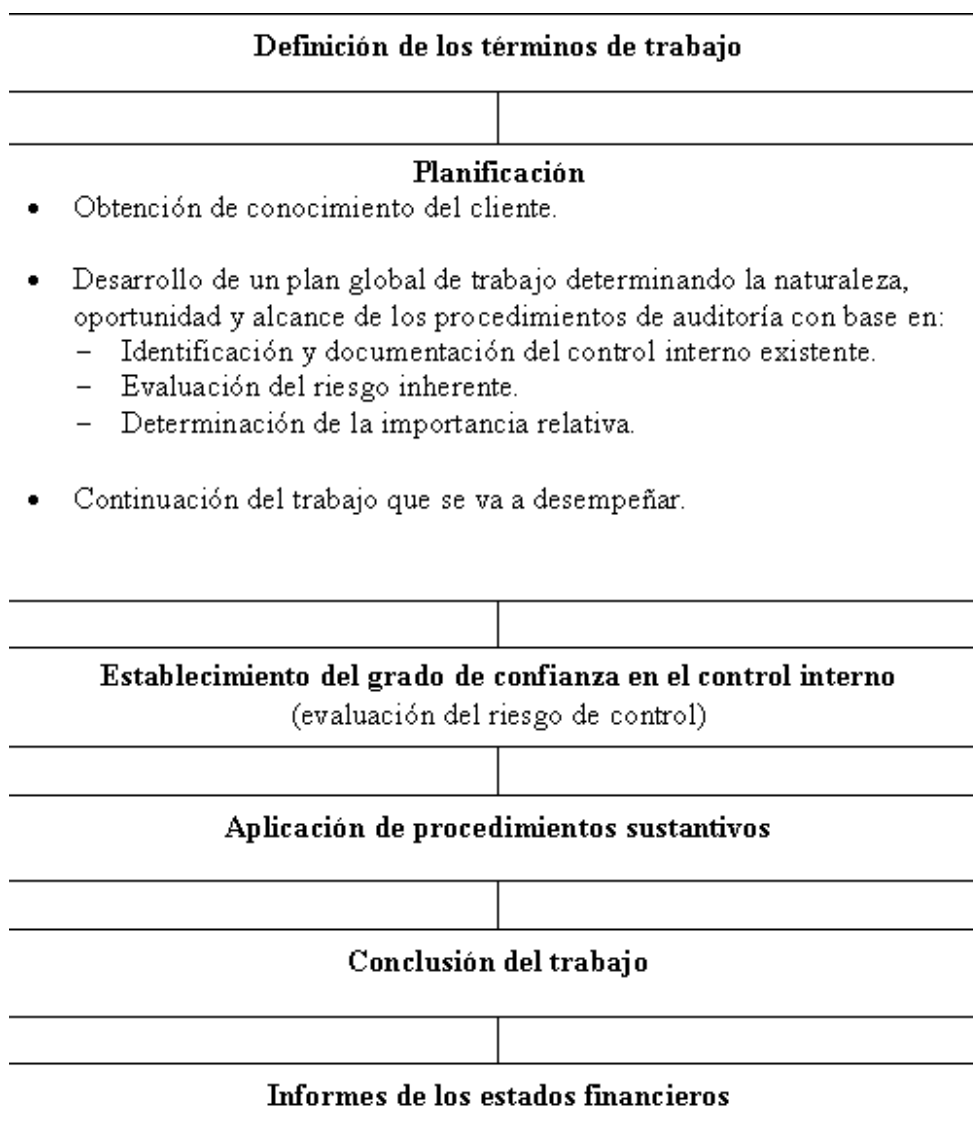 Definición de los términos de trabajo
Planificación
• Obtención de conocimiento del cliente.
• Desarrollo de un plan global de trabajo determinando la naturaleza,
oportunidad y alcance de los procedimientos de auditoría con base en:
– Identificación y documentación del control interno existente.
– Evaluación del riesgo inherente.
– Determinación de la importancia relativa.
• Continuación del trabajo que se va a desempeñar.
Establecimiento del grado de confianza en el control interno
(evaluación del riesgo de control)
Aplicación de procedimientos sustantivos
Conclusión del trabajo
Informes de los estados financieros